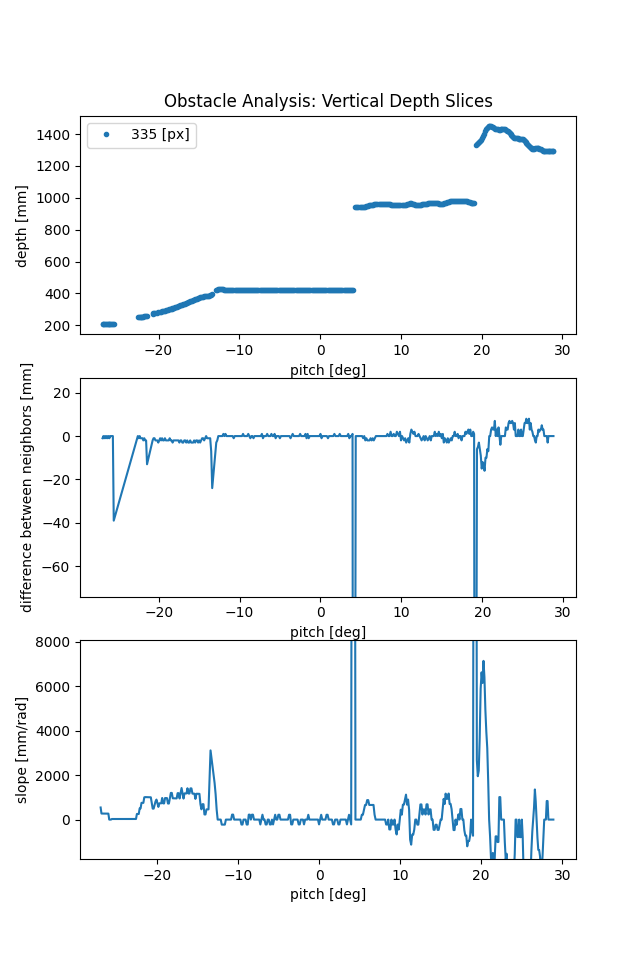 Obstacle Analysis: Vertical Depth Slices
335 [px]
depth [mm]
1400
1200
1000
800
600
400
200
−20 −10 0 10 20 30
pitch [deg]
difference between neighbors [mm]
20
0
−20
−40
−60
−20 −10 0 10 20 30
pitch [deg]
slope [mm/rad]
8000
6000
4000
2000
0
−20 −10 0 10 20 30
pitch [deg]